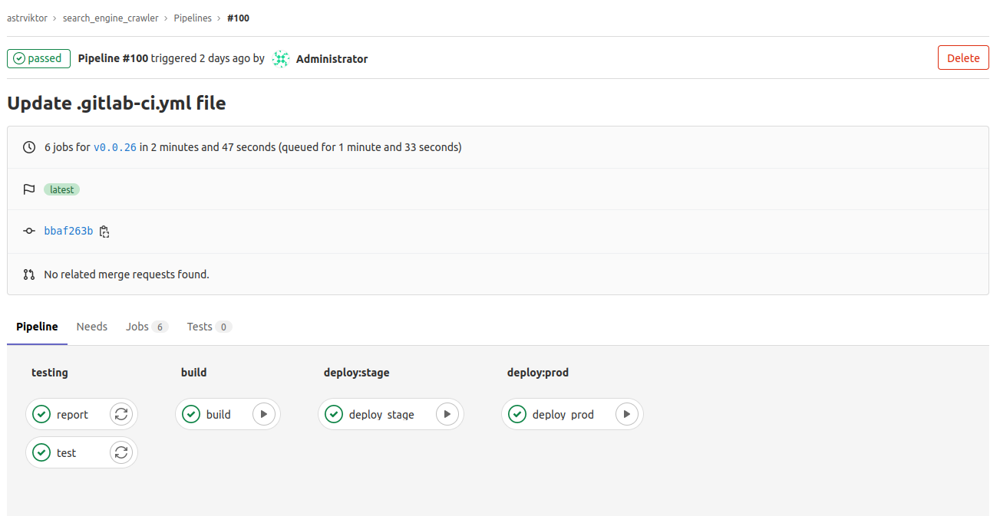 astrviktor > search_engine_crawler > Pipelines > #100
passed Pipeline #100 triggered 2 days ago by Administrator Delete
Update .gitlab-ci.yml file
6 jobs for v0.0.26 in 2 minutes and 47 seconds (queued for 1 minute and 33 seconds)
latest
bbaf263b
No related merge requests found.
Pipeline Needs Jobs 6 Tests 0
testing build deploy:stage deploy:prod
report build deploy stage deploy prod
test